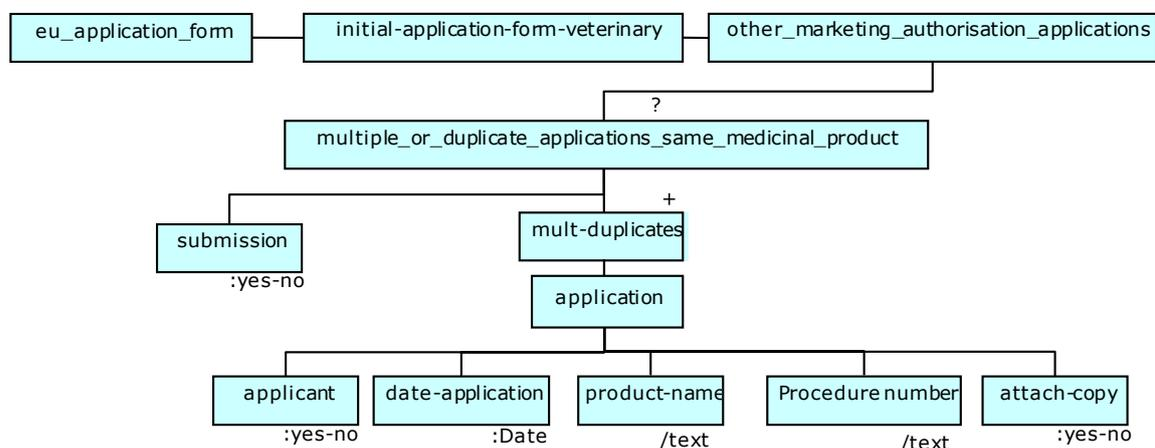 eu_application_form
initial-application-form-veterinary
other_marketing_authorisation_applications
?
multiple_or_duplicate_applications_same_medicinal_product
+
mult-duplicates
submission
:yes-no
application
applicant
date-application
product-name
Procedure number
attach-copy
:yes-no
:Date
/text
/text
:yes-no